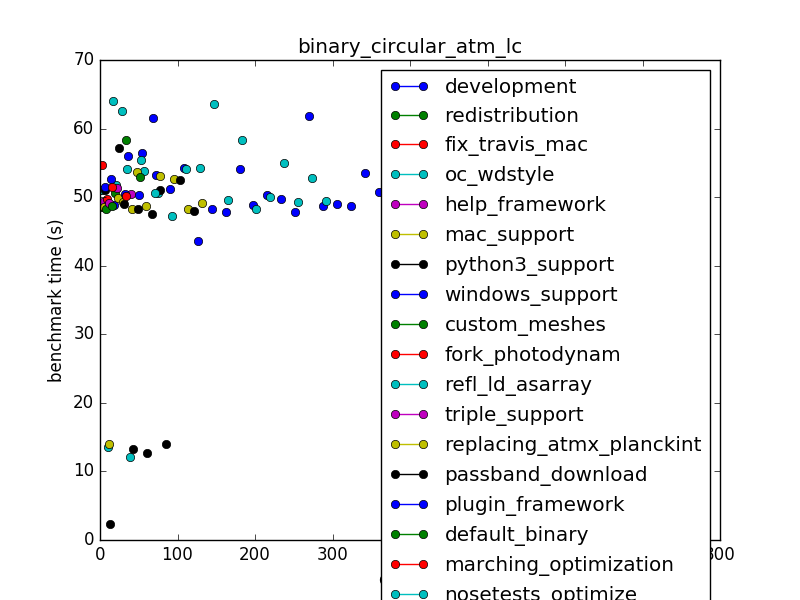 binary_circular_atm_lc
benchmark time (s)
70
60
50
40
30
20
10
0
0 100 200 300
development
redistribution
fix_travis_mac
oc_wdstyle
help_framework
mac_support
python3_support
windows_support
custom_meshes
fork_photodynam
refl_ld_asarray
triple_support
replacing_atmx_planckint
passband_download
plugin_framework
default_binary
marching_optimization
nosetests_optimize